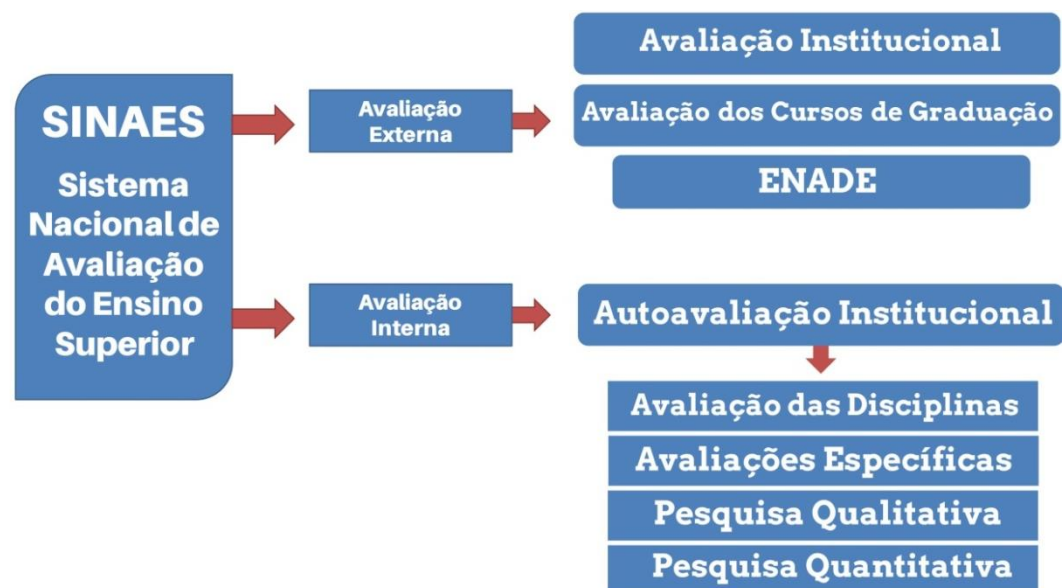 SINAES
Sistema
Nacional de
Avaliação
do Ensino
Superior
Avaliação
Externa
Avaliação Institucional
Avaliação dos Cursos de Graduação
ENADE
Avaliação
Interna
Autoavaliação Institucional
Avaliação das Disciplinas
Avaliações Específicas
Pesquisa Qualitativa
Pesquisa Quantitativa